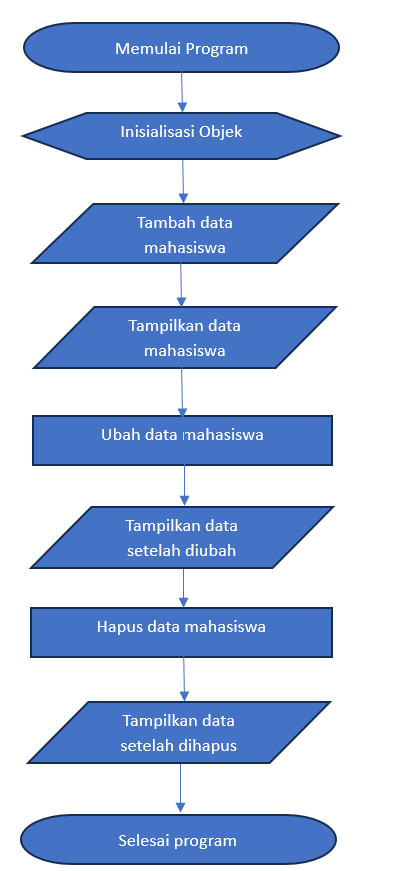 Memulai Program
Inisialisasi Objek
Tambah data
mahasiswa
Tampilkan data
mahasiswa
Ubah data mahasiswa
Tampilkan data
setelah diubah
Hapus data mahasiswa
Tampilkan data
setelah dihapus
Selesai program